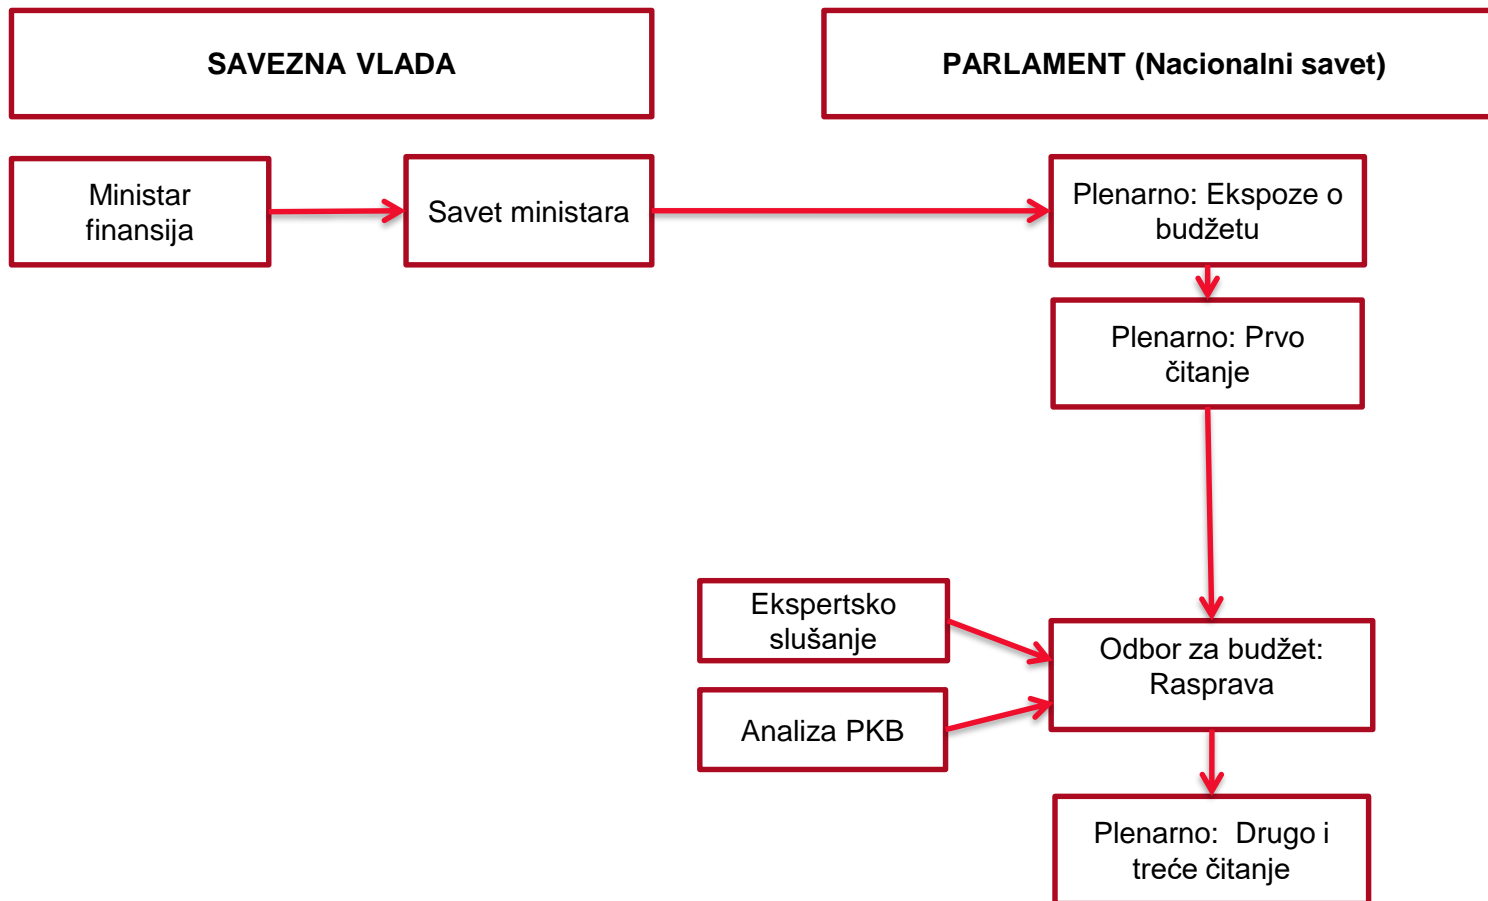 SAVEZNA VLADA
PARLAMENT (Nacionalni savet)
Ministar
finansija
Savet ministara
Plenarno: Ekspoze o
budžetu
Plenarno: Prvo
čitanje
Ekspertsko
slušanje
Odbor za budžet:
Rasprava
Analiza PKB
Plenarno:  Drugo i
treće čitanje